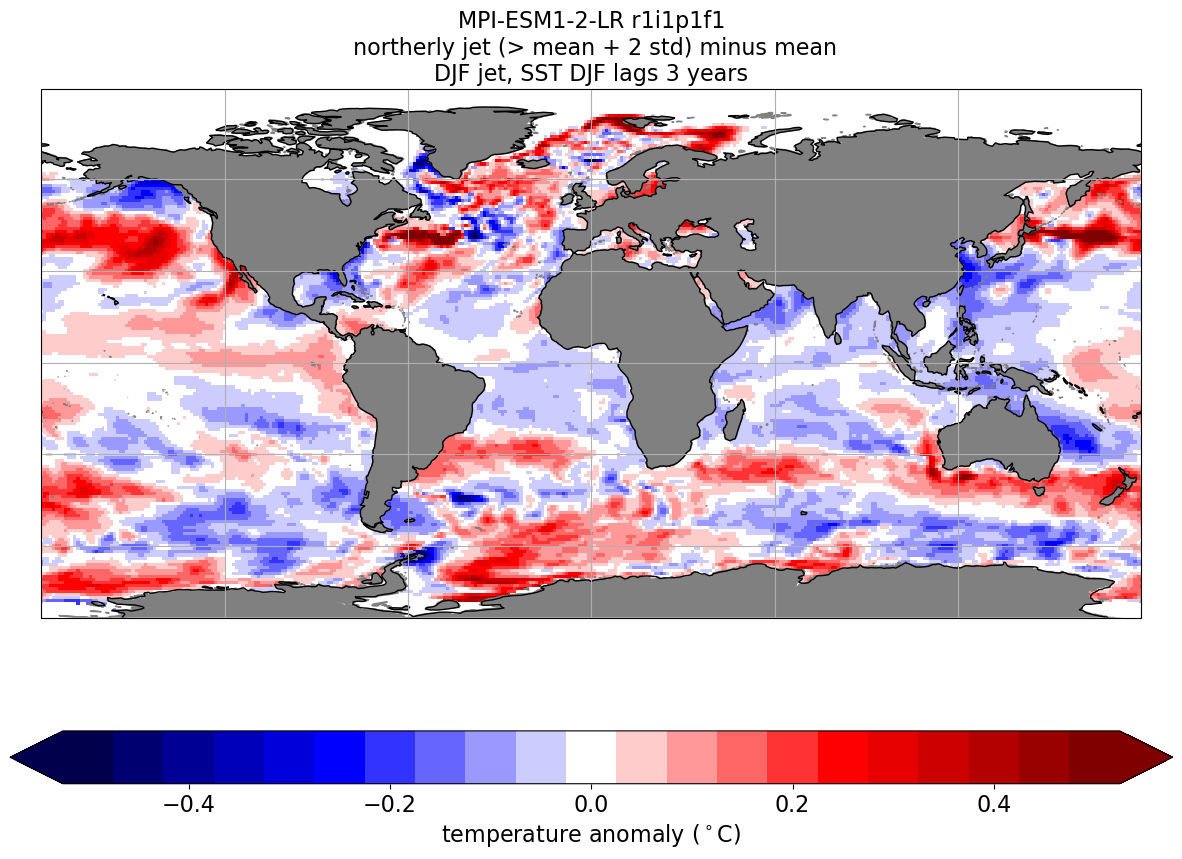 MPI-ESM1-2-LR r1i1p1f1
northerly jet (> mean + 2 std) minus mean
DJF jet, SST DJF lags 3 years
−0.4 −0.2 0.0 0.2 0.4
temperature anomaly (∘C)